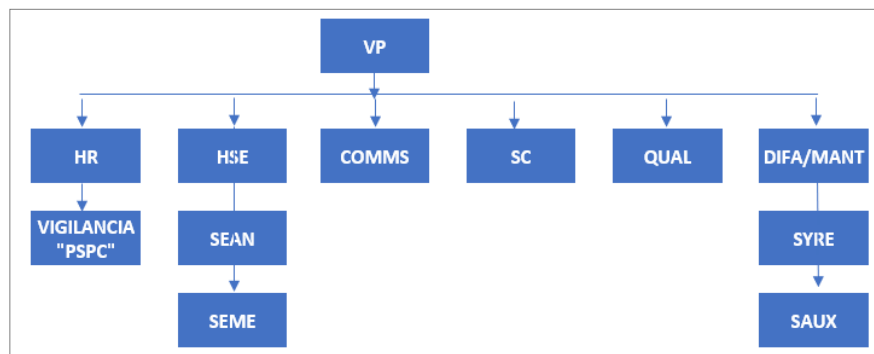 VP
HR
HSE
COMMS
SC
QUAL
DIFA/MANT
VIGILANCIA
"PSPC"
SEAN
SYRE
SEME
SAUX